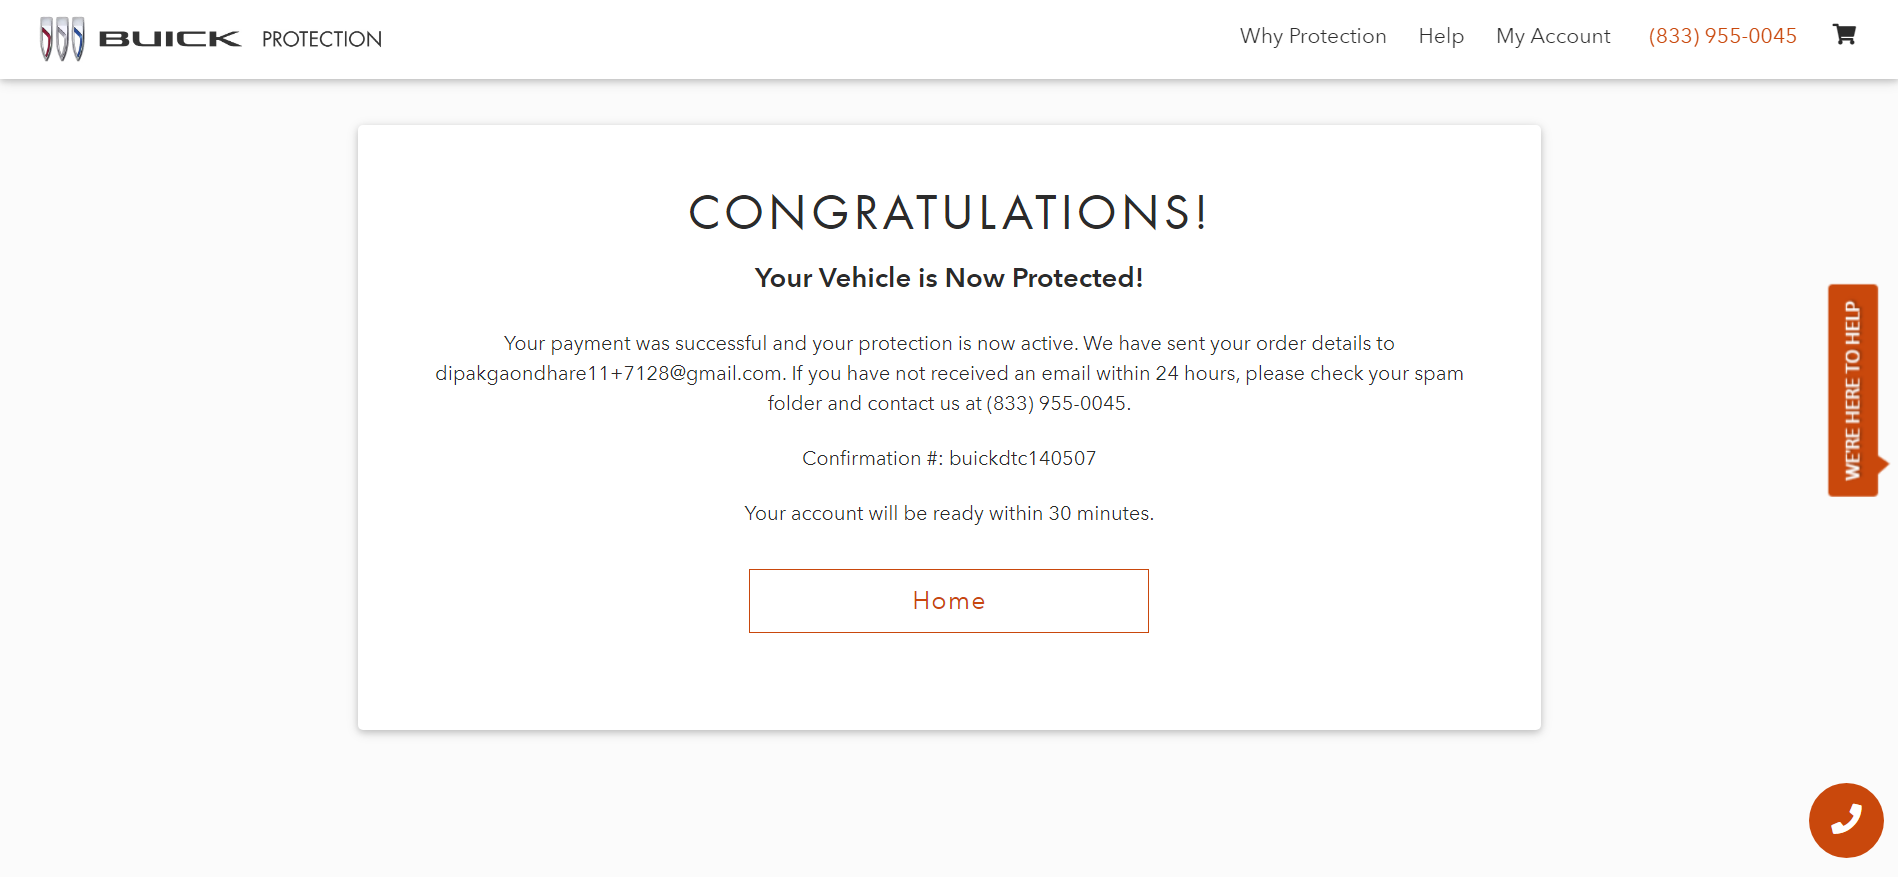 BUICK PROTECTION
Why Protection Help My Account (833) 955-0045
CONGRATULATIONS!
Your Vehicle is Now Protected!
Your payment was successful and your protection is now active. We have sent your order details to
dipakgaondhare11+7128@gmail.com. If you have not received an email within 24 hours, please check your spam
folder and contact us at (833) 955-0045.
Confirmation #: buickdtc140507
Your account will be ready within 30 minutes.
Home
WE'RE HERE TO HELP